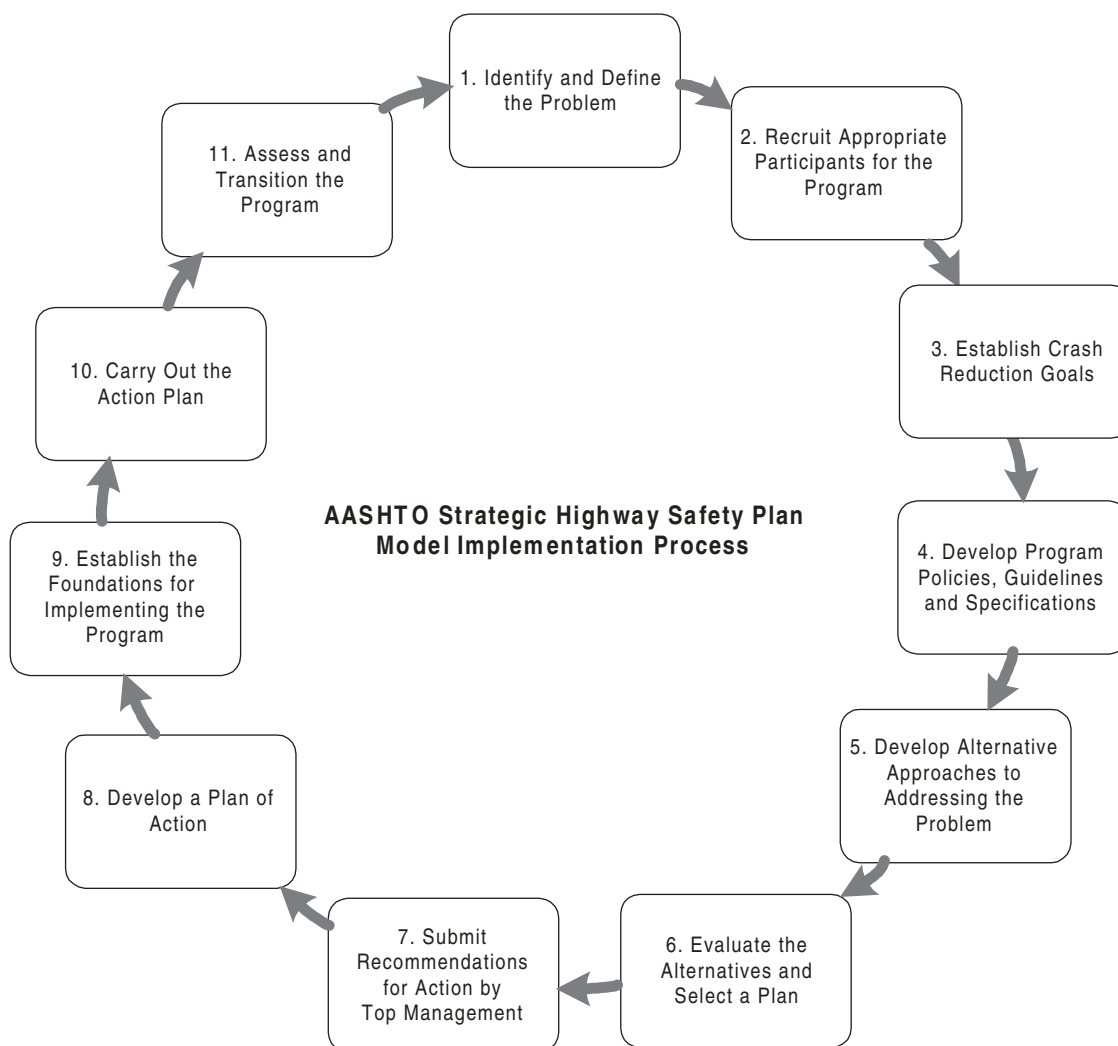 1. Identify and Define
the Problem
2. Recruit Appropriate
Participants for the
Program
3. Establish Crash
Reduction Goals
4. Develop Program
Policies, Guidelines
and Specifications
5. Develop Alternative
Approaches to
Addressing the
Problem
6. Evaluate the
Alternatives and
Select a Plan
7. Submit
Recommendations
for Action by
Top Management
8. Develop a Plan of
Action
9. Establish the
Foundations for
Implementing the
Program
10. Carry Out the
Action Plan
11. Assess and
Transition the
Program
AASHTO Strategic Highway Safety Plan
Model Implementation Process